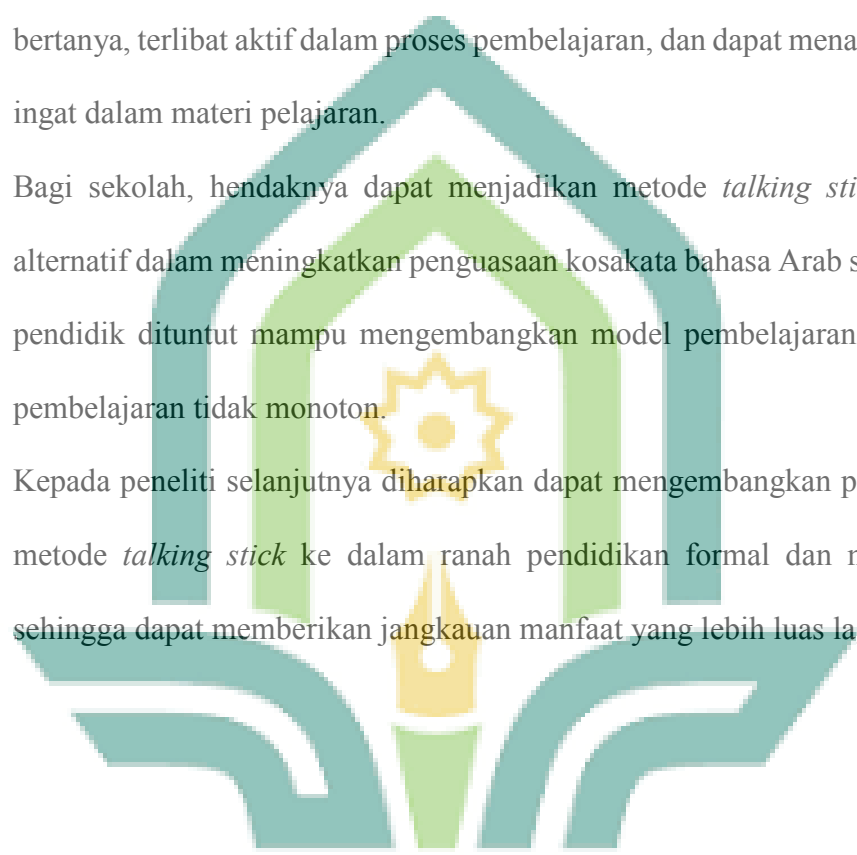 bertanya, terlibat aktif dalam proses pembelajaran, dan dapat mena
ingat dalam materi pelajaran.
Bagi sekolah, hendaknya dapat menjadikan metode talking sti
alternatif dalam meningkatkan penguasaan kosakata bahasa Arab s
pendidik dituntut mampu mengembangkan model pembelajaran
pembelajaran tidak monoton.
Kepada peneliti selanjutnya diharapkan dapat mengembangkan p
metode talking stick ke dalam ranah pendidikan formal dan n
sehingga dapat memberikan jangkauan manfaat yang lebih luas la